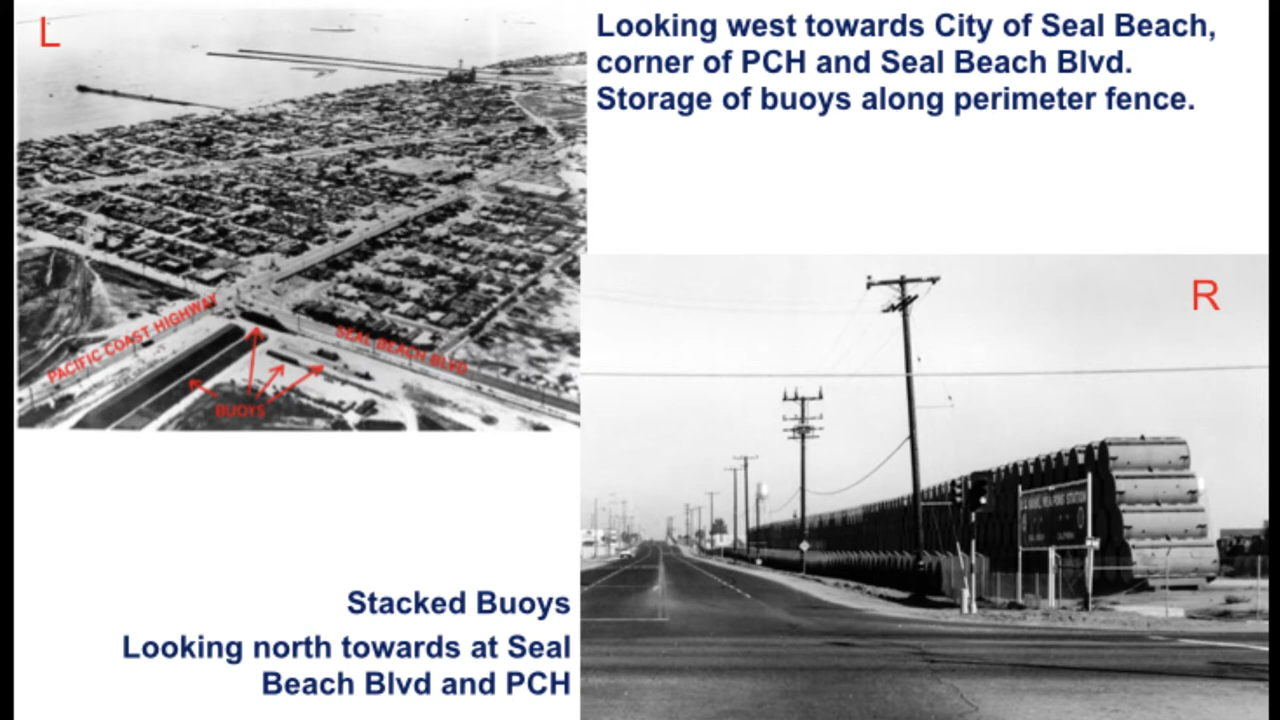 L
Looking west towards City of Seal Beach,
corner of PCH and Seal Beach Blvd.
Storage of buoys along perimeter fence.
PACIFIC COAST HIGHWAY
SEAL BEACH BLVD
BUOYS
R
WEAPONS STATION
Stacked Buoys
Looking north towards at Seal
Beach Blvd and PCH